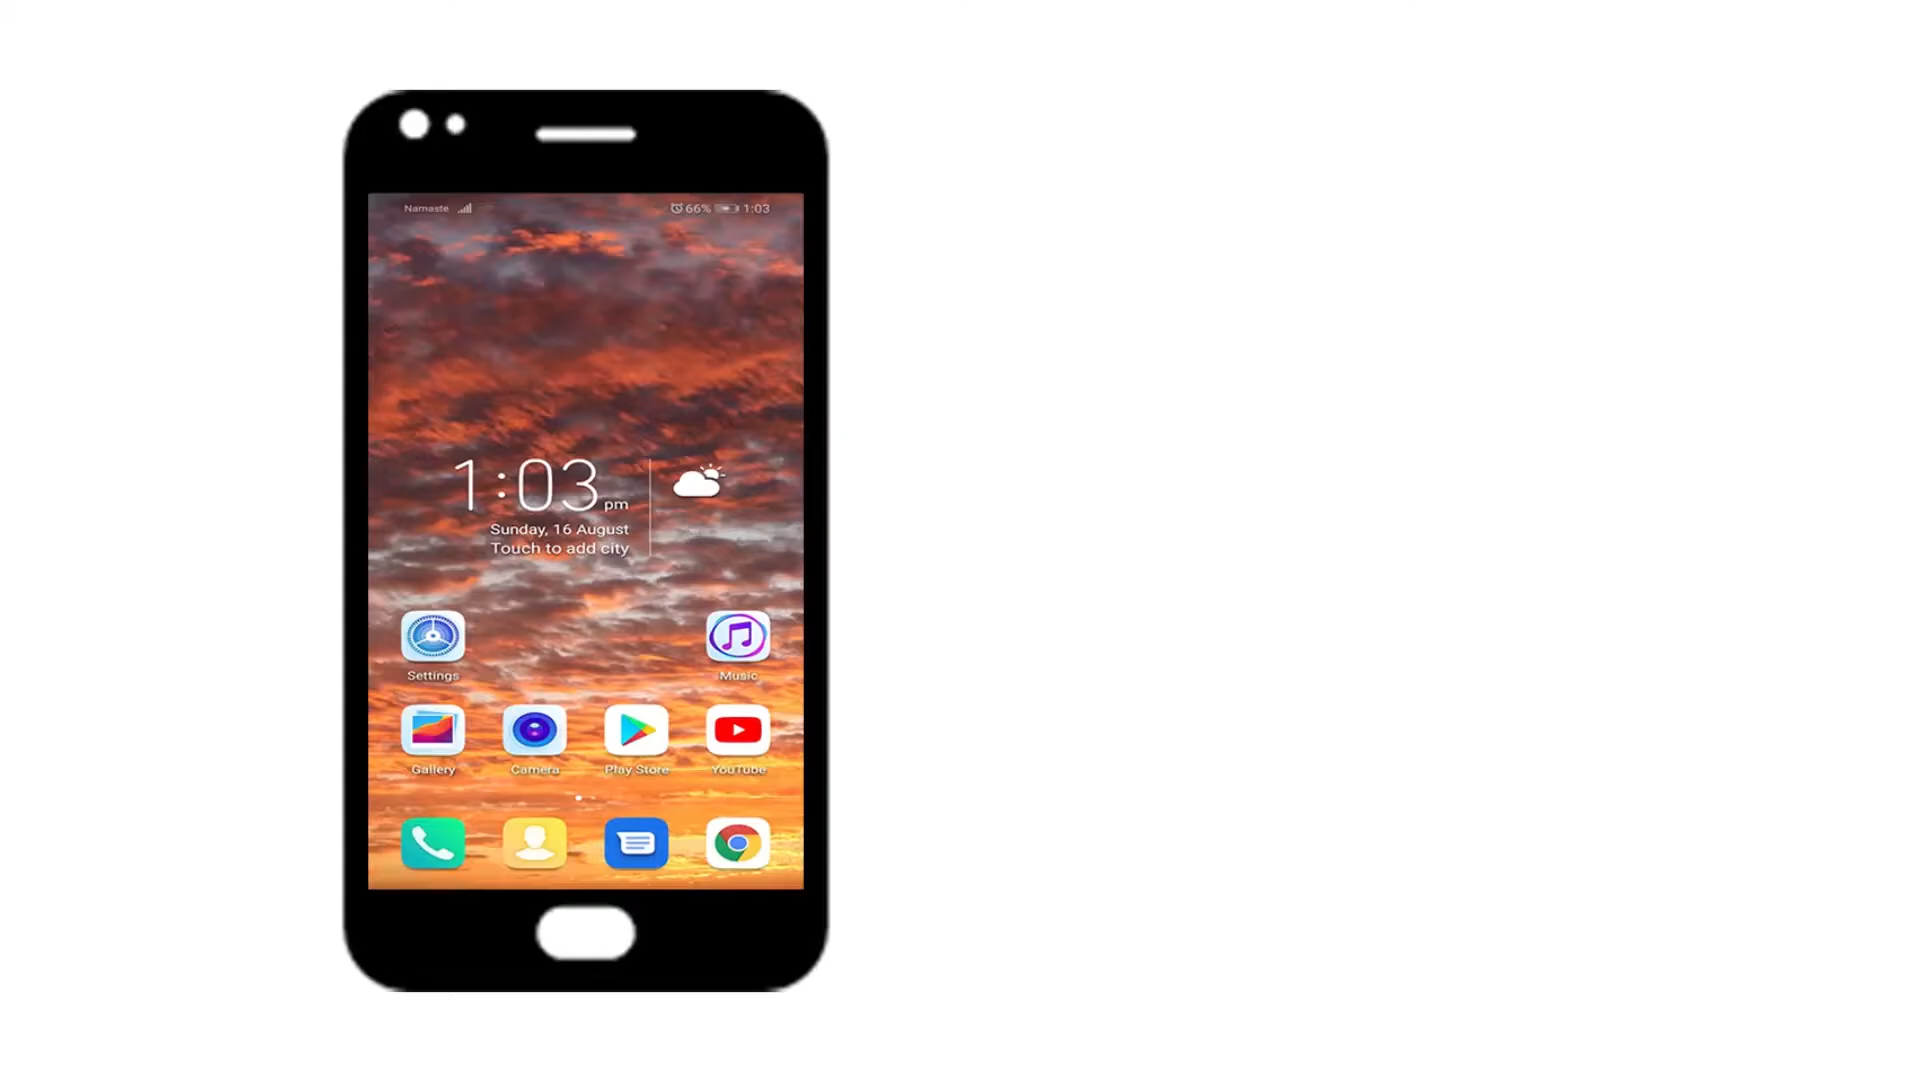 Namaste 66% 1:03
1:03 pm
Sunday, 16 August
Touch to add city
Settings Music
Gallery Camera Play Store YouTube